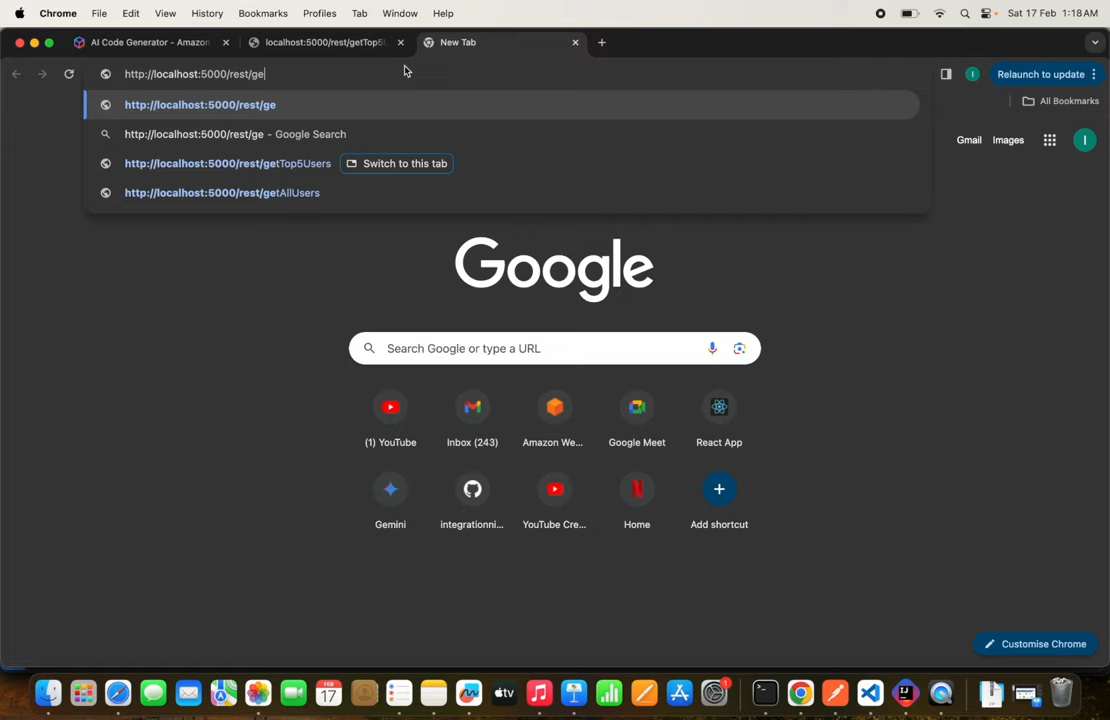 Chrome File Edit View History Bookmarks Profiles Tab Window Help Sat 17 Feb 1:18 AM
AI Code Generator - Amazon localhost:5000/rest/getTop5U New Tab
http://localhost:5000/rest/ge Relaunch to update
http://localhost:5000/rest/ge
All Bookmarks
http://localhost:5000/rest/ge - Google Search
Gmail Images
http://localhost:5000/rest/getTop5Users Switch to this tab
http://localhost:5000/rest/getAllUsers
Google
Search Google or type a URL
(1) YouTube Inbox (243) Amazon We... Google Meet React App
Gemini integrationni... YouTube Cre... Home Add shortcut
Customise Chrome
FEB
17
tv
1